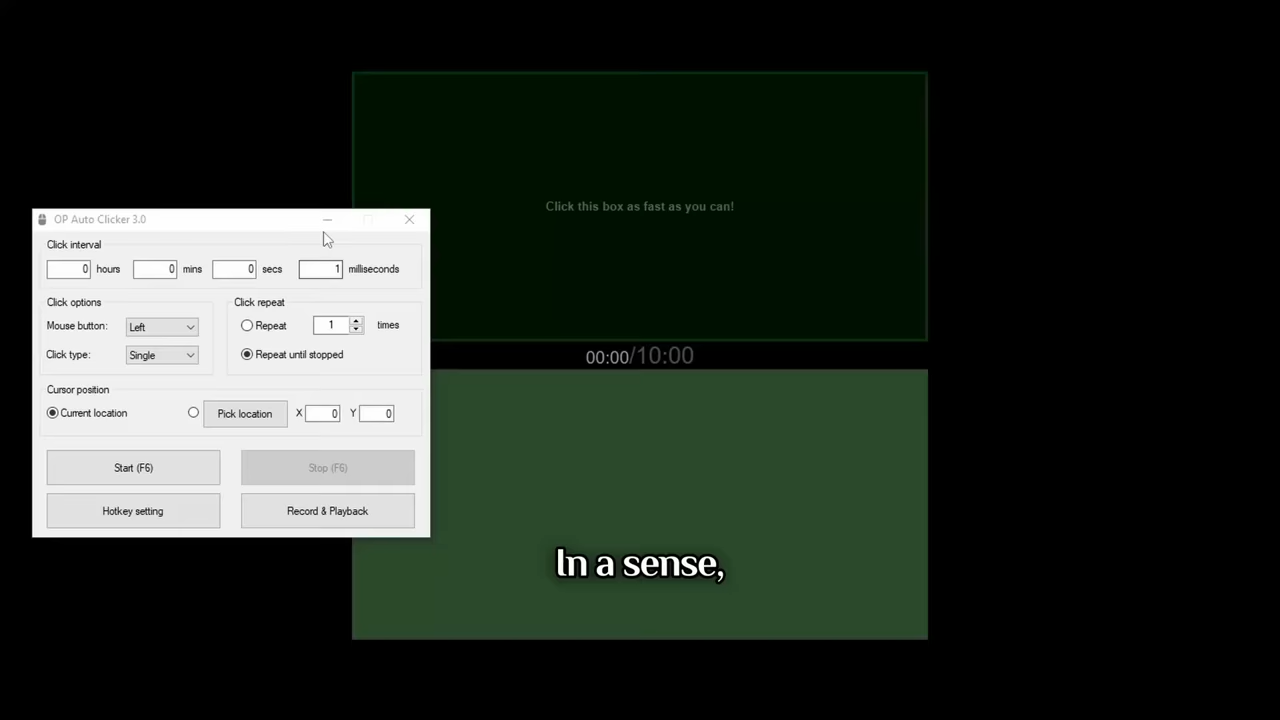 Click this box as fast as you can!
OP Auto Clicker 3.0
Click interval
0 hours 0 mins 0 secs 1 milliseconds
Click options
Click repeat
Mouse button: Left
Repeat 1 times
Click type: Single
Repeat until stopped
00:00/10:00
Cursor position
Current location Pick location X 0 Y 0
Start (F6) Stop (F6)
Hotkey setting Record & Playback
In a sense,